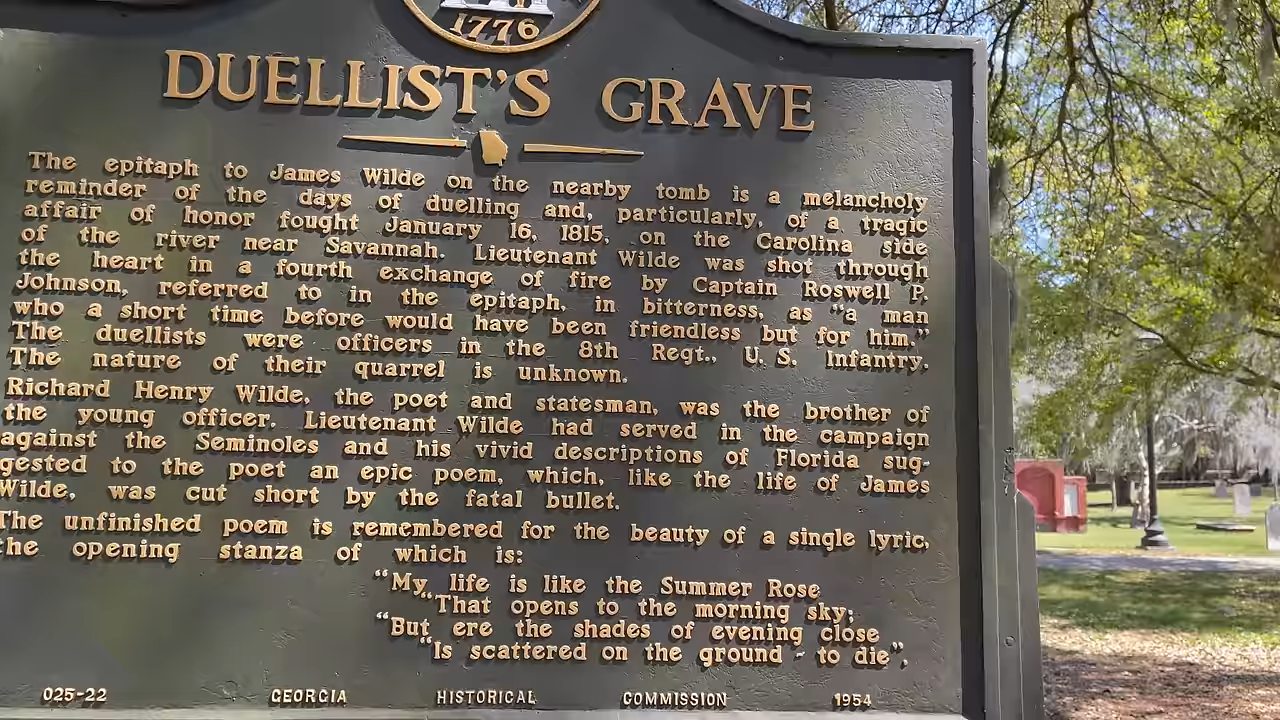 1776
DUELLIST'S GRAVE
The epitaph to James Wilde on the nearby tomb is a melancholy
reminder of the days of duelling and, particularly, of a tragic
affair of honor fought January 16, 1815, on the Carolina side
of the river near Savannah. Lieutenant Wilde was shot through
the heart in a fourth exchange of fire by Captain Roswell P.
Johnson, referred to in the epitaph, in bitterness, as “a man
who a short time before would have been friendless but for him.”
The duellists were officers in the 8th Regt., U. S. Infantry.
The nature of their quarrel is unknown.
Richard Henry Wilde, the poet and statesman, was the brother of
the young officer. Lieutenant Wilde had served in the campaign
against the Seminoles and his vivid descriptions of Florida sug-
gested to the poet an epic poem, which, like the life of James
Wilde, was cut short by the fatal bullet.
The unfinished poem is remembered for the beauty of a single lyric,
the opening stanza of which is:
“My life is like the Summer Rose
“That opens to the morning sky;
“But ere the shades of evening close
“Is scattered on the ground - to die”.
025-22 GEORGIA HISTORICAL COMMISSION 1954